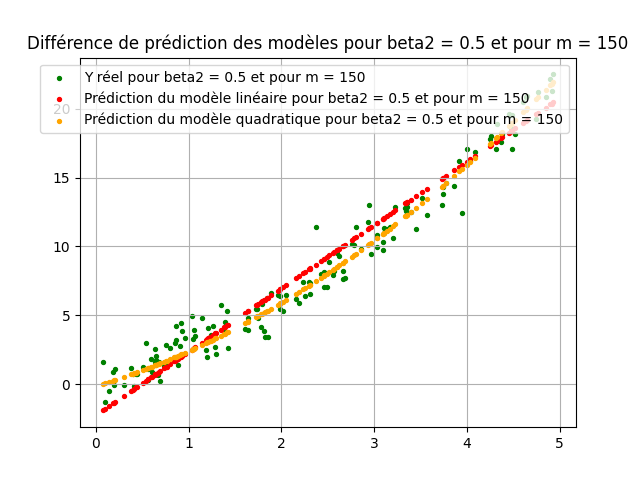 Différence de prédiction des modèles pour beta2 = 0.5 et pour m = 150
Y réel pour beta2 = 0.5 et pour m = 150
Prédiction du modèle linéaire pour beta2 = 0.5 et pour m = 150
Prédiction du modèle quadratique pour beta2 = 0.5 et pour m = 150
20
15
10
5
0
0 1 2 3 4 5